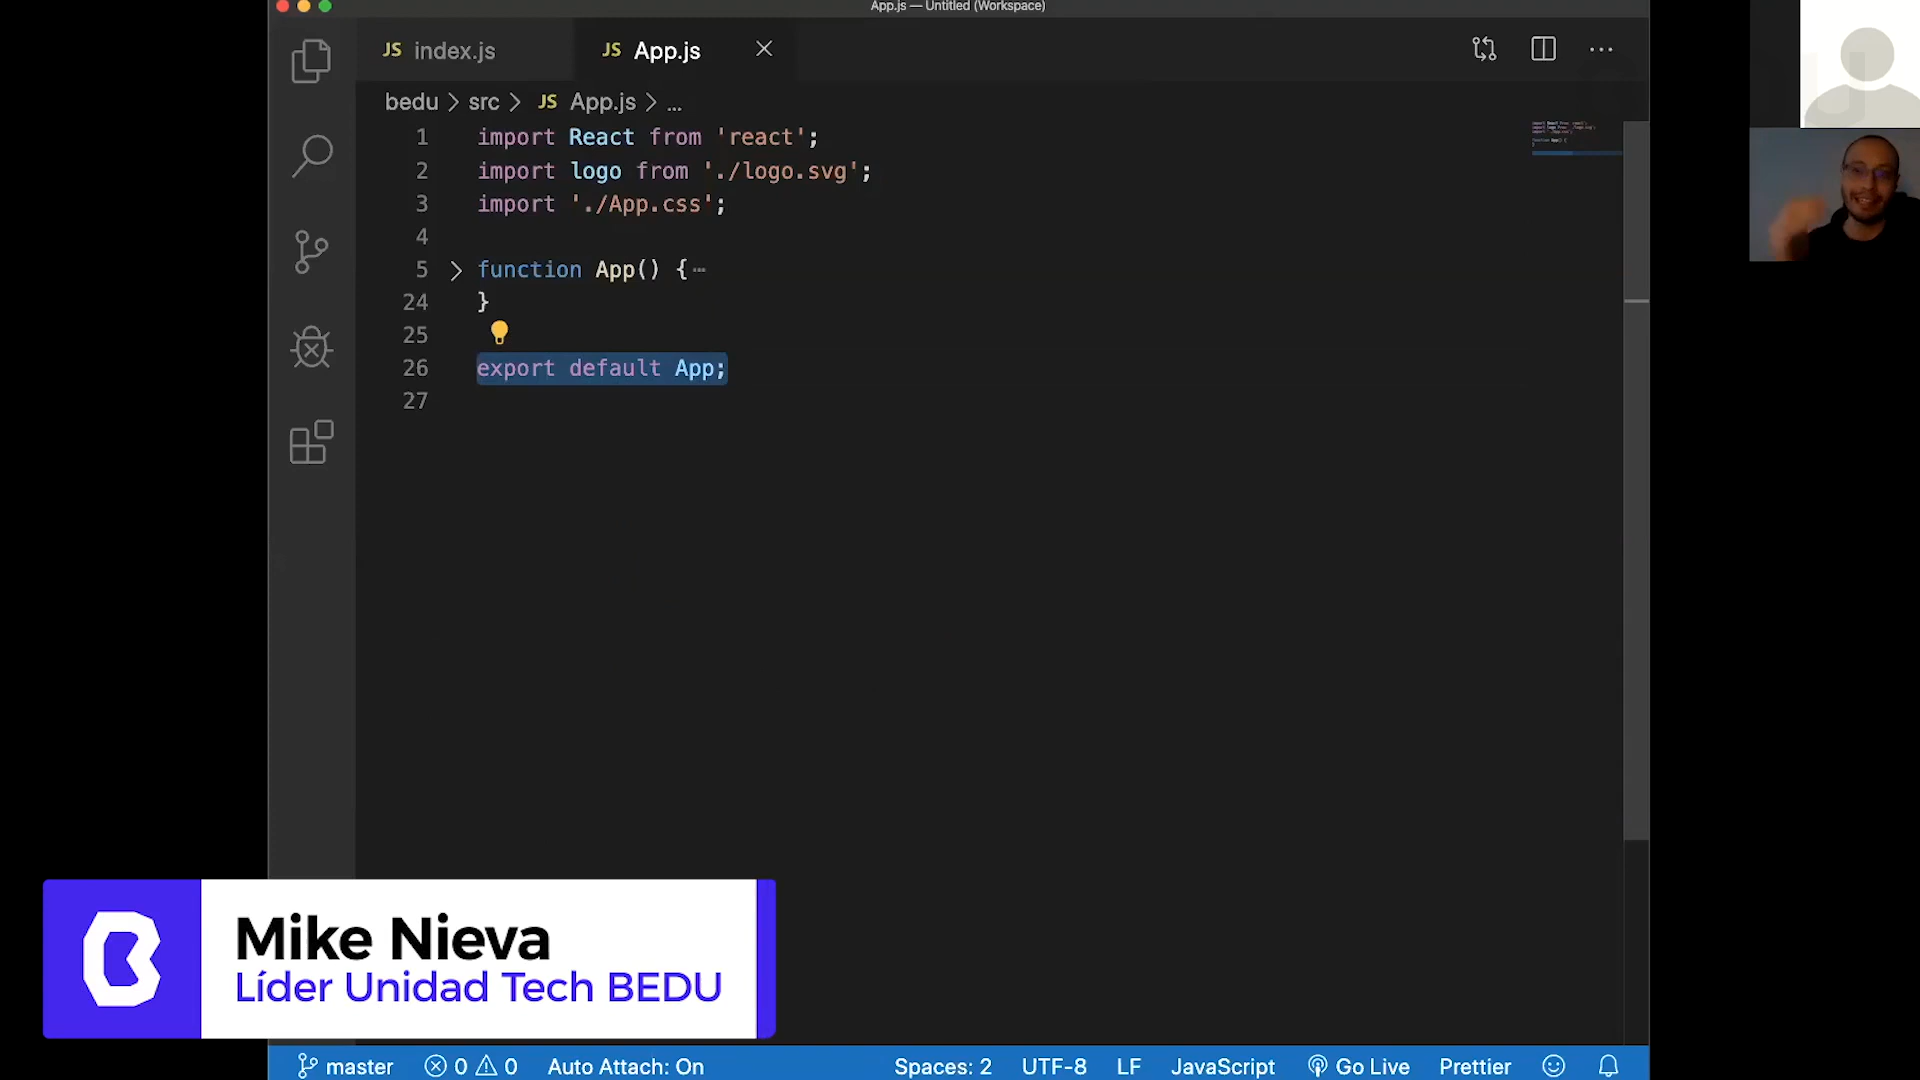 App.js — Untitled (Workspace)
JS index.js
JS App.js
bedu > src > JS App.js > ...
1 import React from 'react';
2 import logo from './logo.svg';
3 import './App.css';
4
5 function App() {
24 }
25
26 export default App;
27
Mike Nieva
Líder Unidad Tech BEDU
master 0 0 Auto Attach: On Spaces: 2 UTF-8 LF JavaScript Go Live Prettier